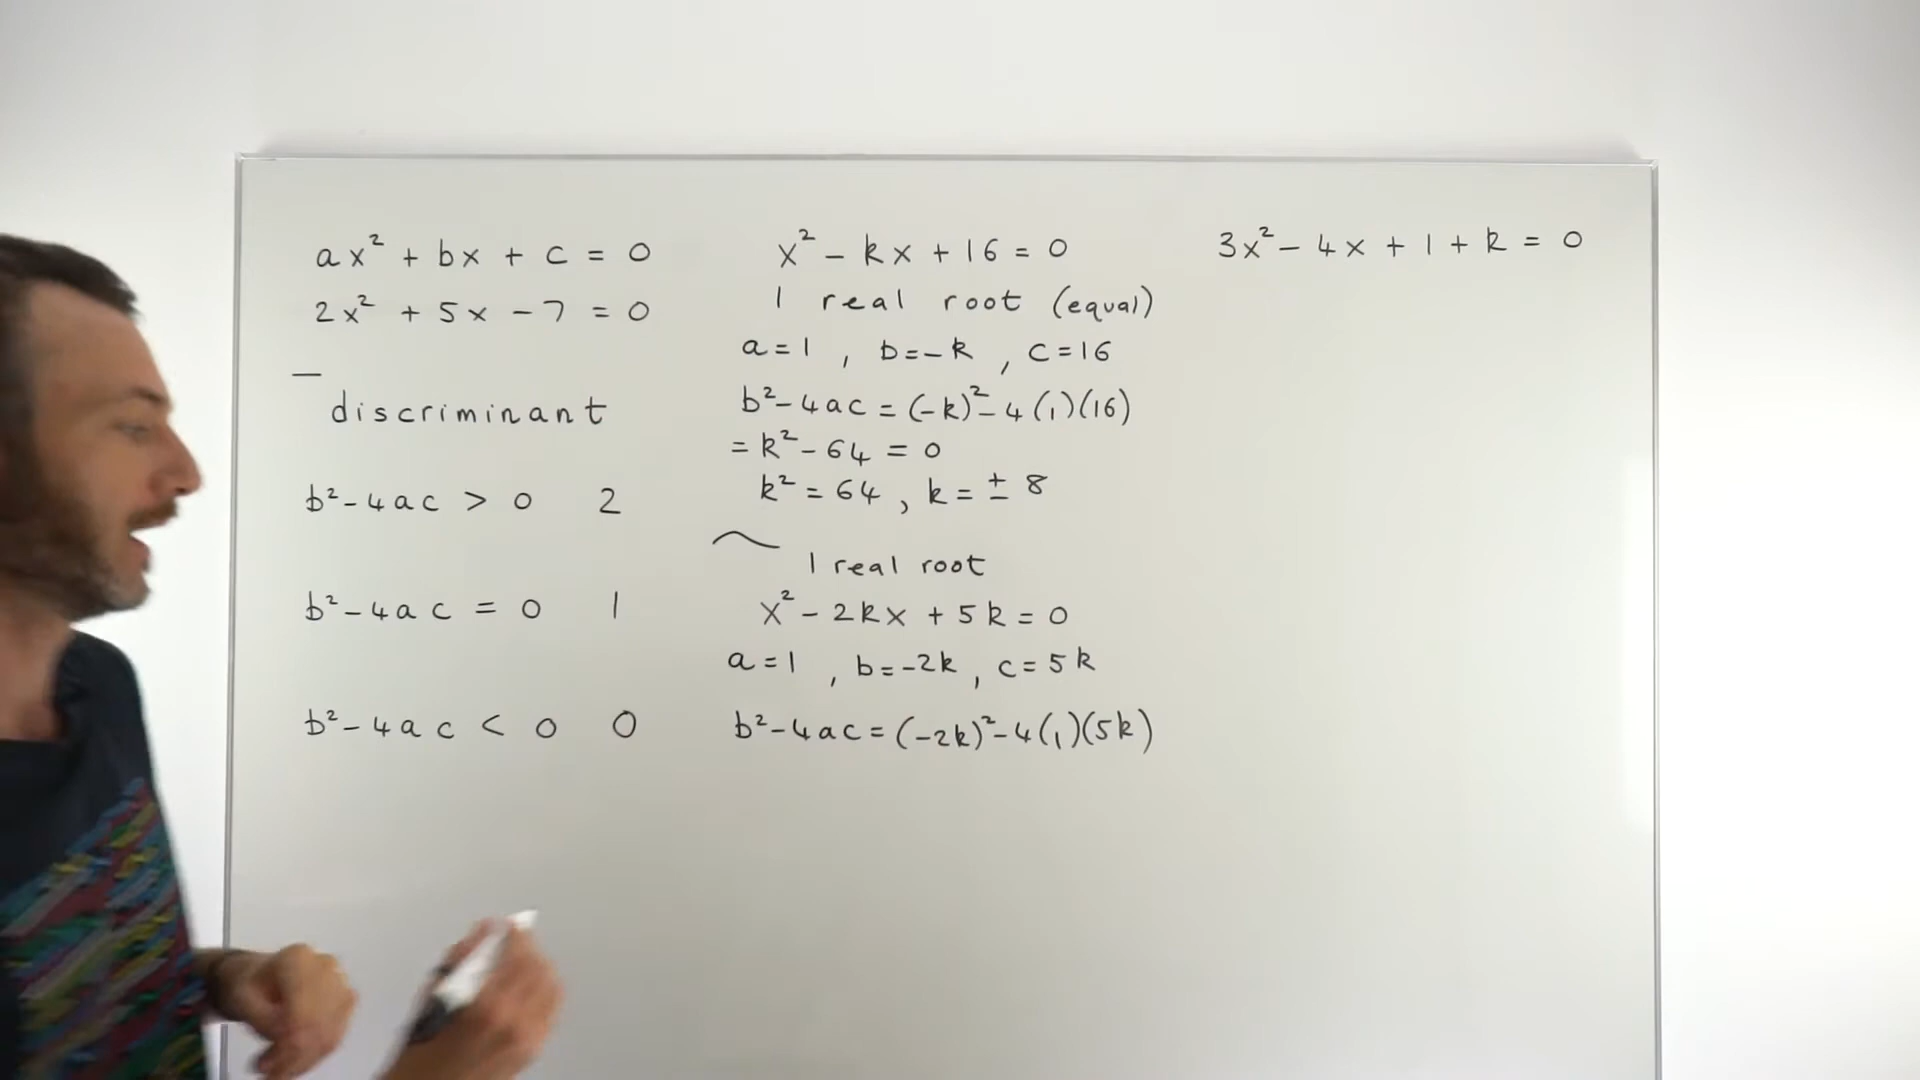 ax² + bx + c = 0
2x² + 5x - 7 = 0
discriminant
b² - 4ac > 0 2
b² - 4ac = 0 1
b² - 4ac < 0 0
x² - kx + 16 = 0
1 real root (equal)
a = 1, b = -k, c = 16
b² - 4ac = (-k)² - 4(1)(16)
= k² - 64 = 0
k² = 64, k = ± 8
1 real root
x² - 2kx + 5k = 0
a = 1, b = -2k, c = 5k
b² - 4ac = (-2k)² - 4(1)(5k)
3x² - 4x + 1 + k = 0